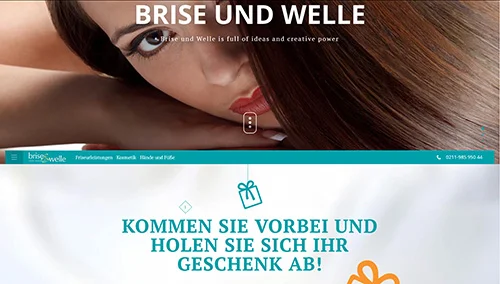 BRISE UND WELLE
Brise und Welle is full of ideas and creative power
brise welle Friseurleistungen Kosmetik Hände und Füße 0211-985 950 44
KOMMEN SIE VORBEI UND
HOLEN SIE SICH IHR
GESCHENK AB!